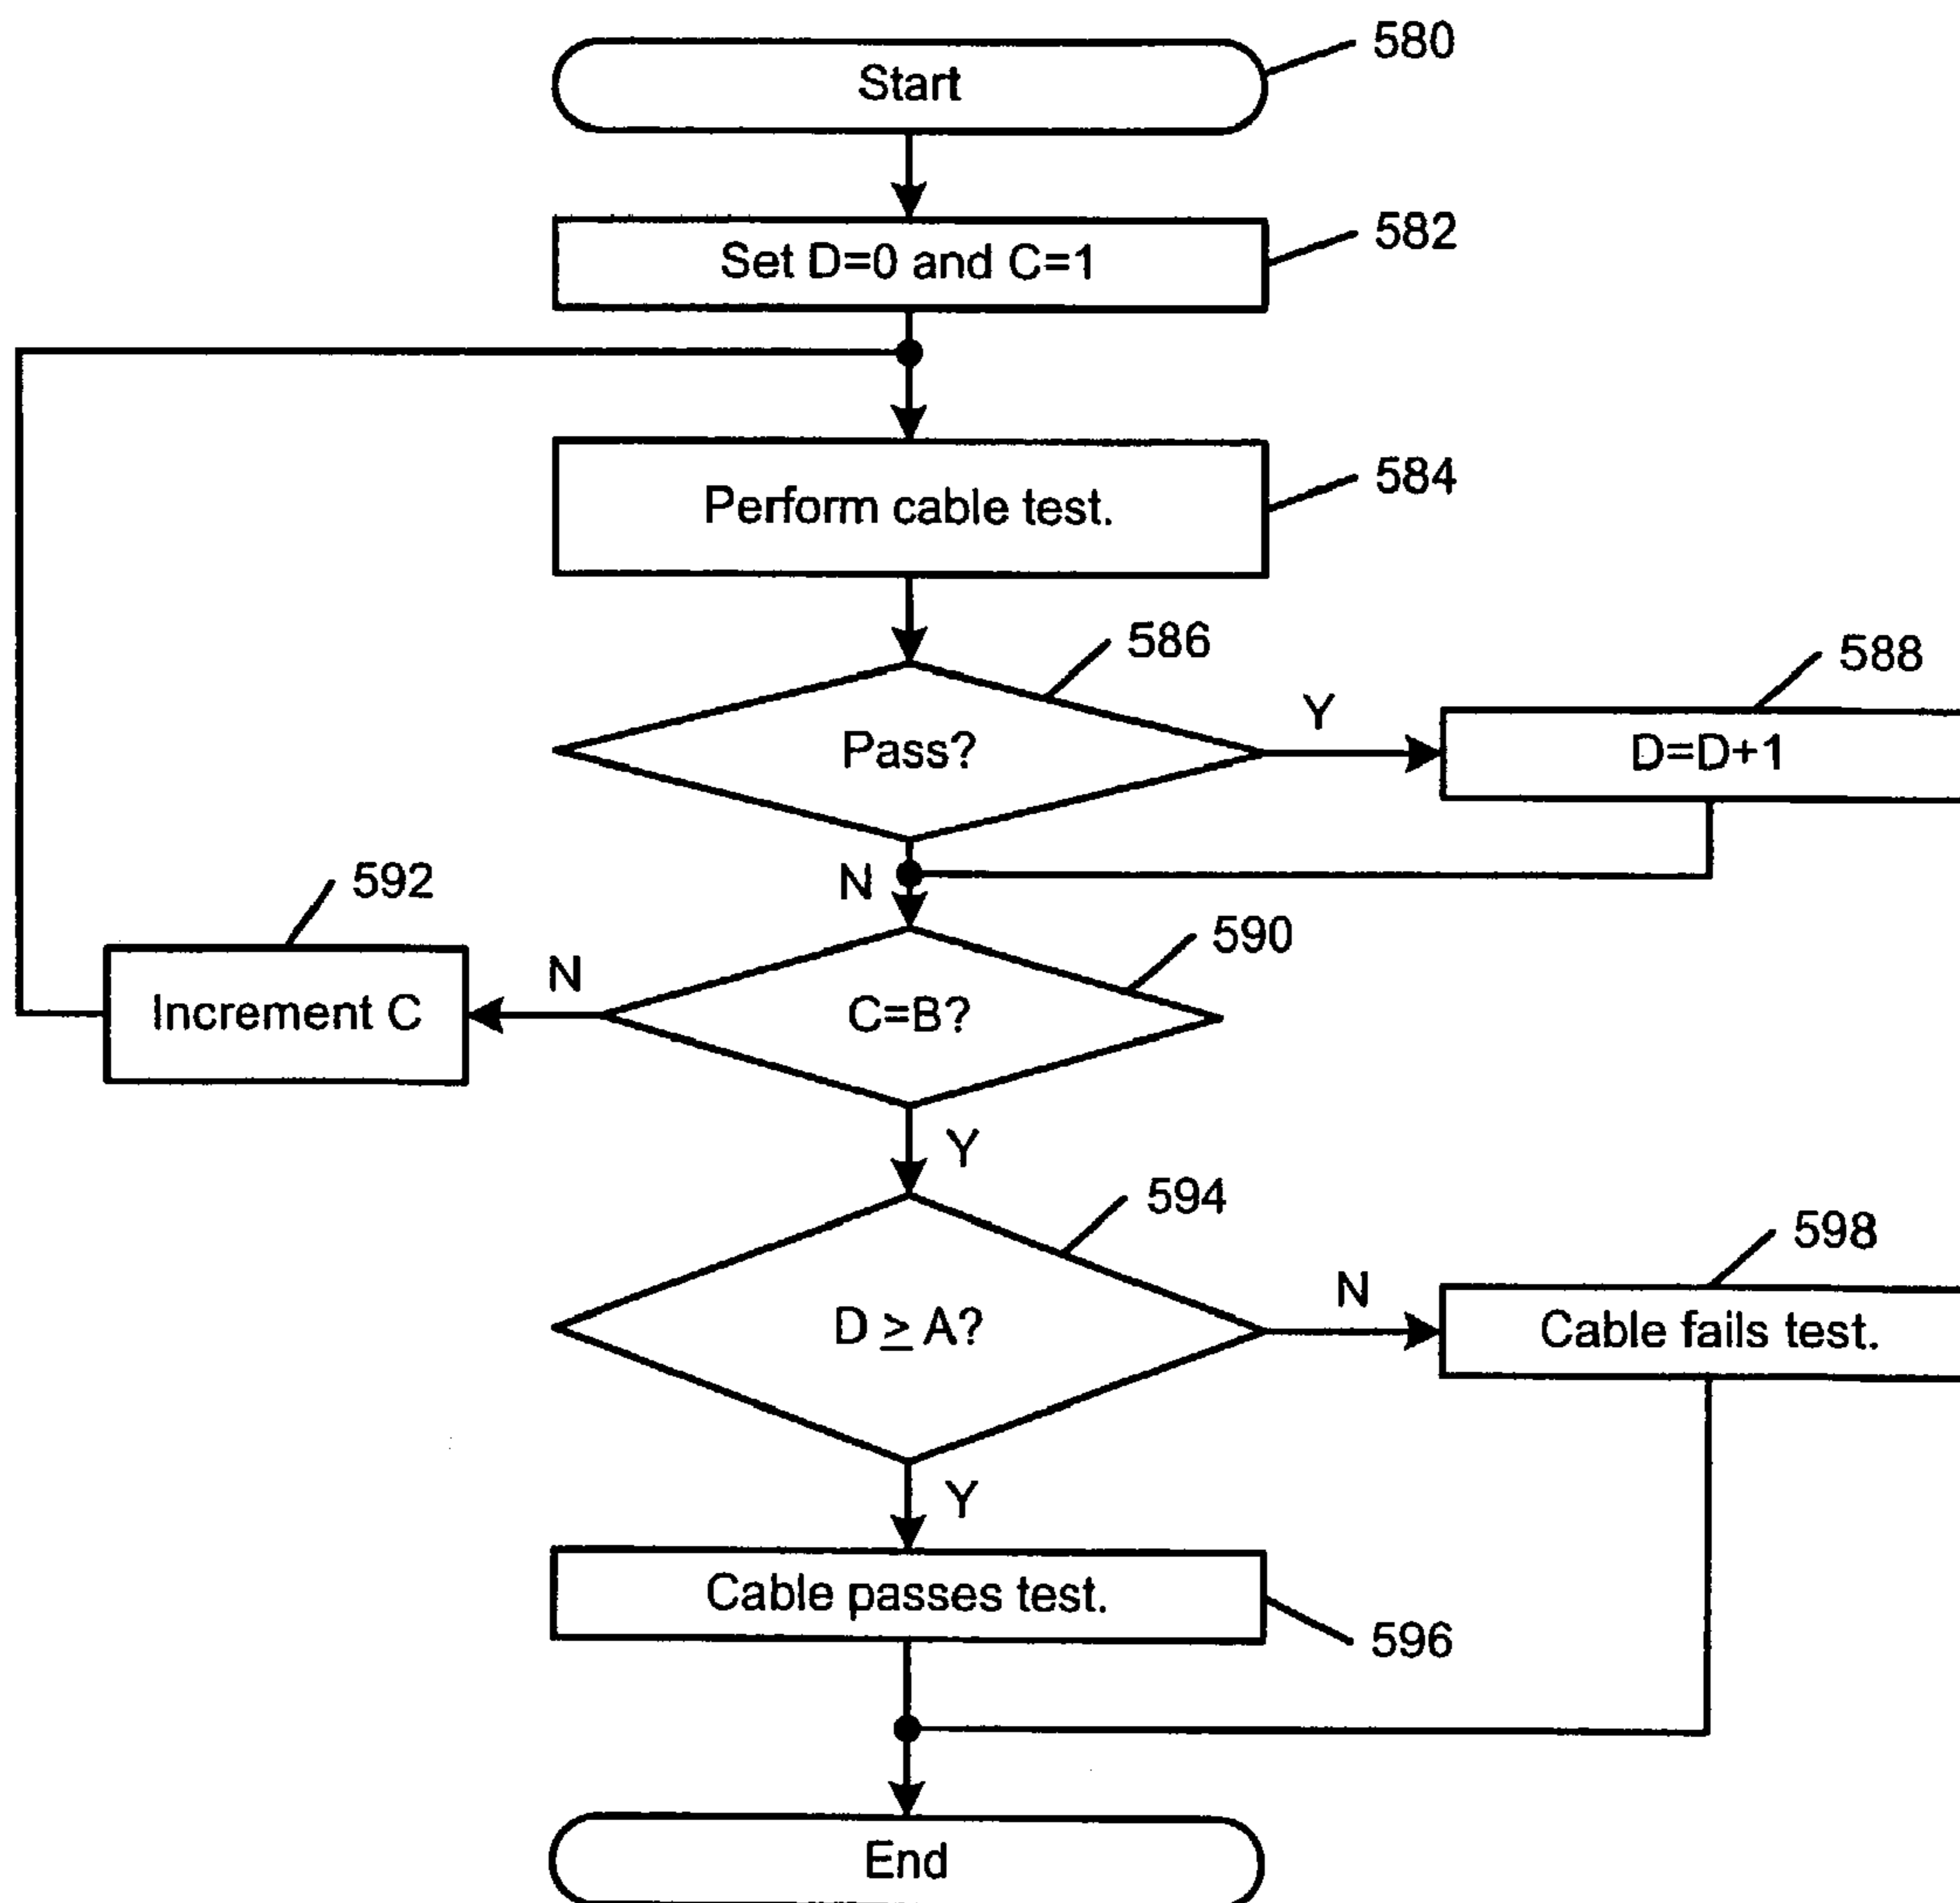 Start
580
Set D=0 and C=1
582
Perform cable test.
584
586
Pass?
Y
588
D=D+1
N
592
Increment C
N
590
C=B?
Y
594
D ≥ A?
N
598
Cable fails test.
Y
Cable passes test.
596
End